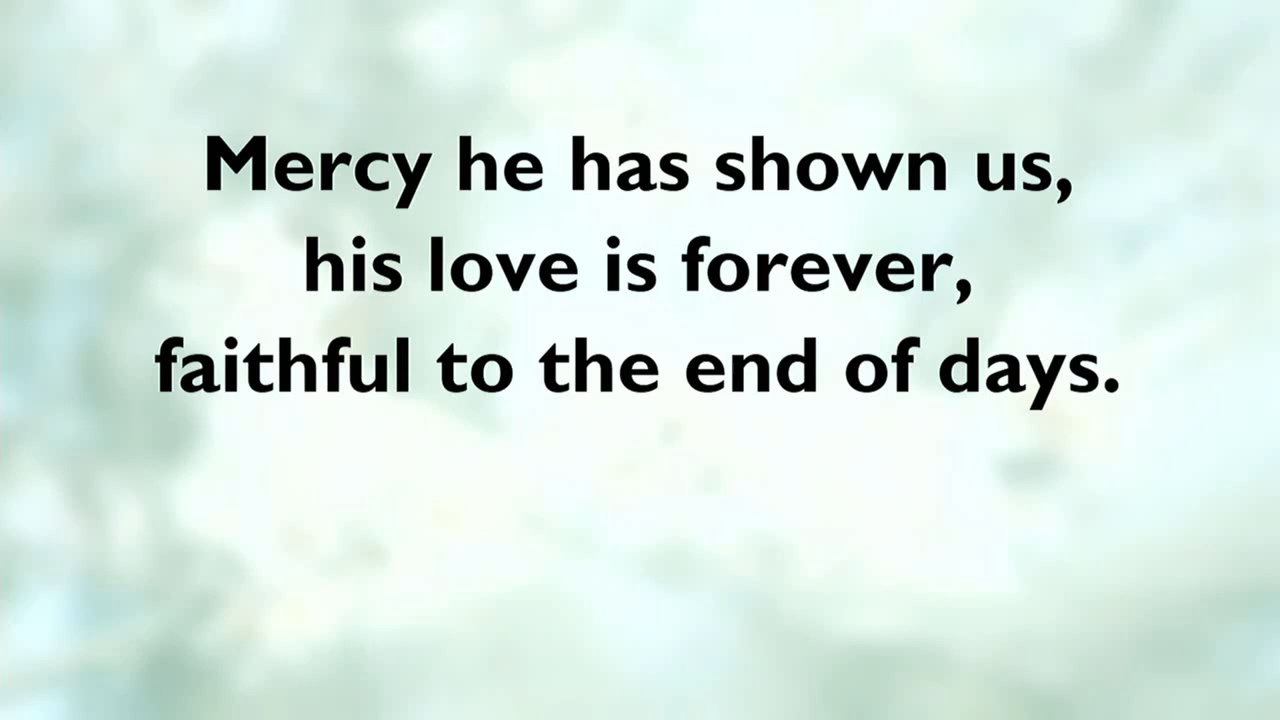 Mercy he has shown us,
his love is forever,
faithful to the end of days.